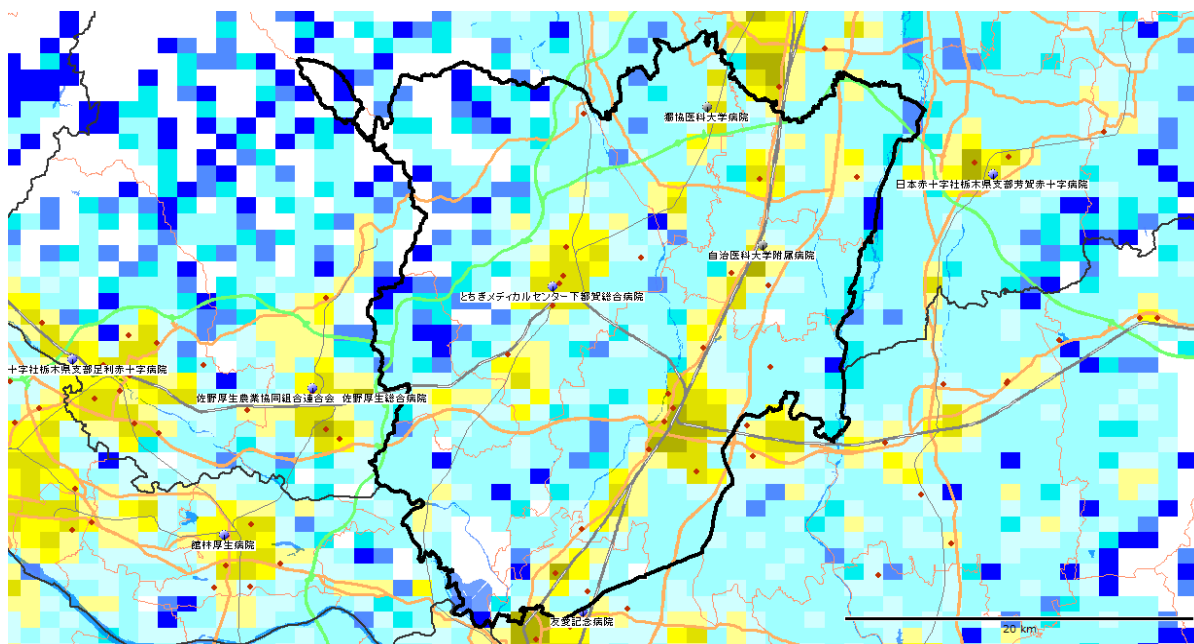 獨協医科大学病院
日本赤十字社栃木県支部芳賀赤十字病院
自治医科大学附属病院
とちぎメディカルセンター下都賀総合病院
十字社栃木県支部足利赤十字病院
佐野厚生農業協同組合連合会 佐野厚生総合病院
館林厚生病院
友愛記念病院
20 km